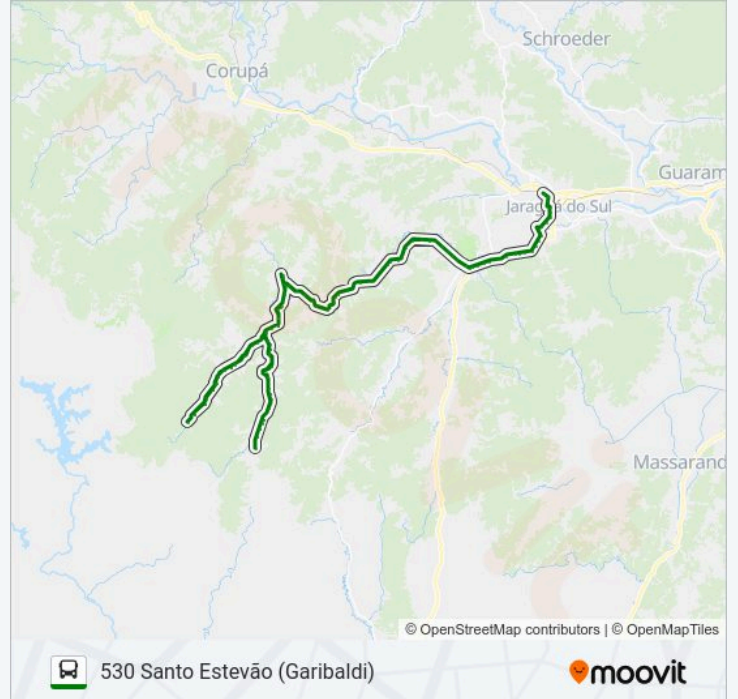 Schroeder
Corupá
Guaram
Jaraguá do Sul
Massarand
© OpenStreetMap contributors | © OpenMapTiles
530 Santo Estevão (Garibaldi)
moovit